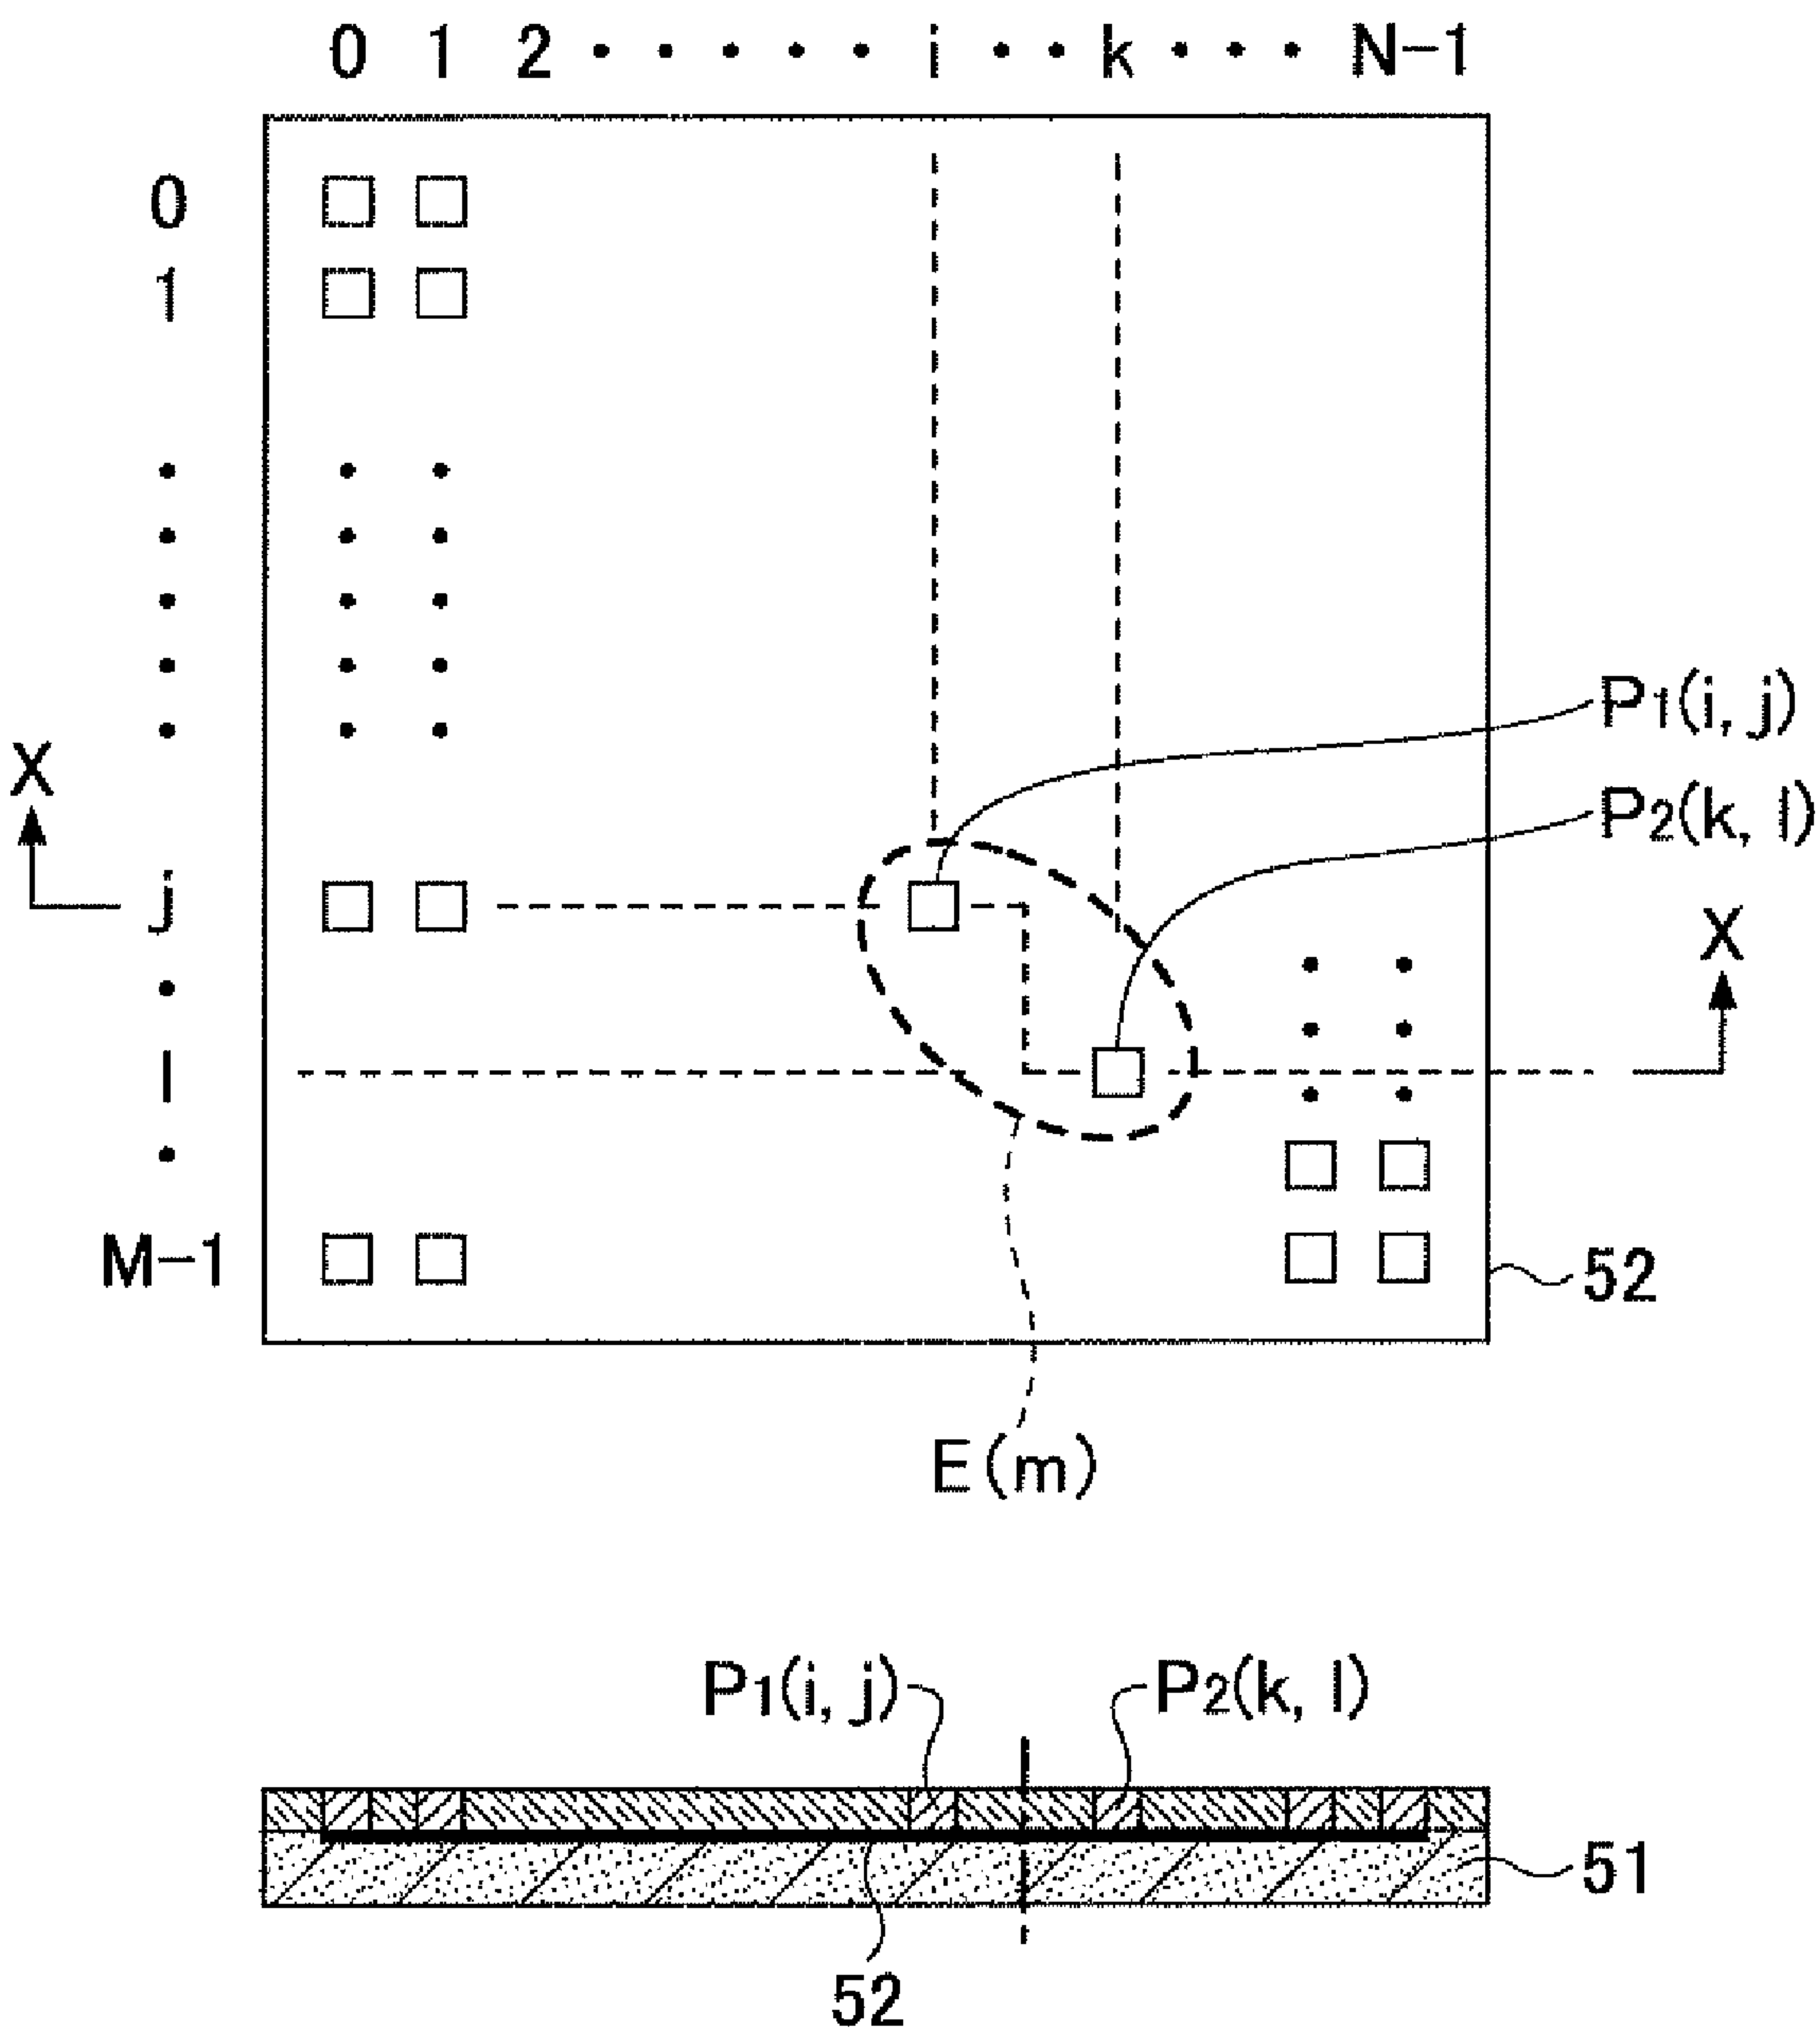 0 1 2 • • • • • i • • k • • • N-1
0
1
P1(i, j)
X
P2(k, l)
j
X
l
M-1
52
E(m)
P1(i, j) P2(k, l)
51
52